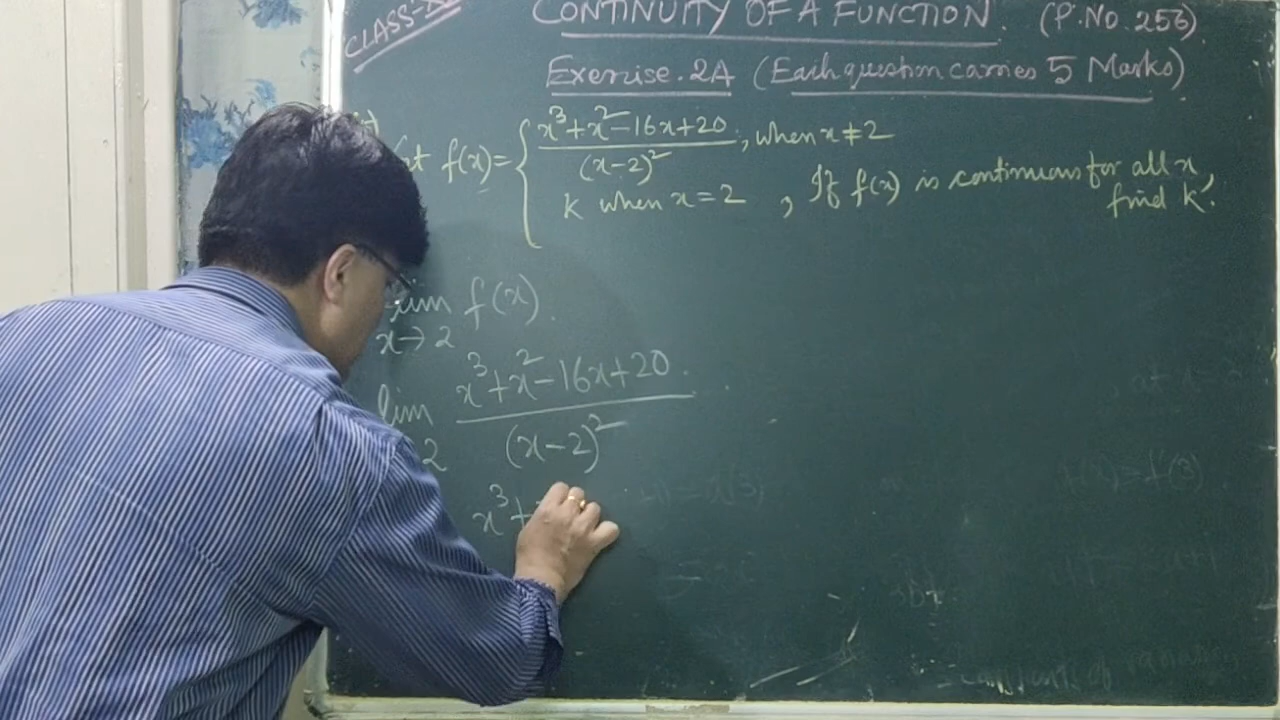 CONTINUITY OF A FUNCTION. (P.No. 256).
CLASS-
Exercise. 2A (Each question carries 5 Marks)
f(x) = { x³+x²-16x+20 / (x-2)² , when x ≠ 2
k when x = 2 , If f(x) is continuous for all x,
find k.
lim f(x).
x→2
lim x³+x²-16x+20 / (x-2)²
2
x³+